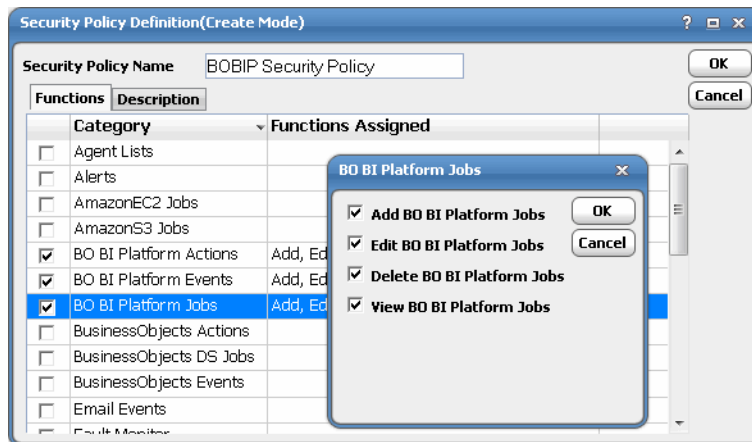 Security Policy Definition(Create Mode)
Security Policy Name BOBIP Security Policy
OK
Cancel
Functions Description
Category Functions Assigned
Agent Lists
Alerts
AmazonEC2 Jobs
AmazonS3 Jobs
BO BI Platform Actions Add, Ed
BO BI Platform Events Add, Ed
BO BI Platform Jobs Add, Ed
BusinessObjects Actions
BusinessObjects DS Jobs
BusinessObjects Events
Email Events
Fault Monitor
BO BI Platform Jobs
Add BO BI Platform Jobs OK
Edit BO BI Platform Jobs Cancel
Delete BO BI Platform Jobs
View BO BI Platform Jobs